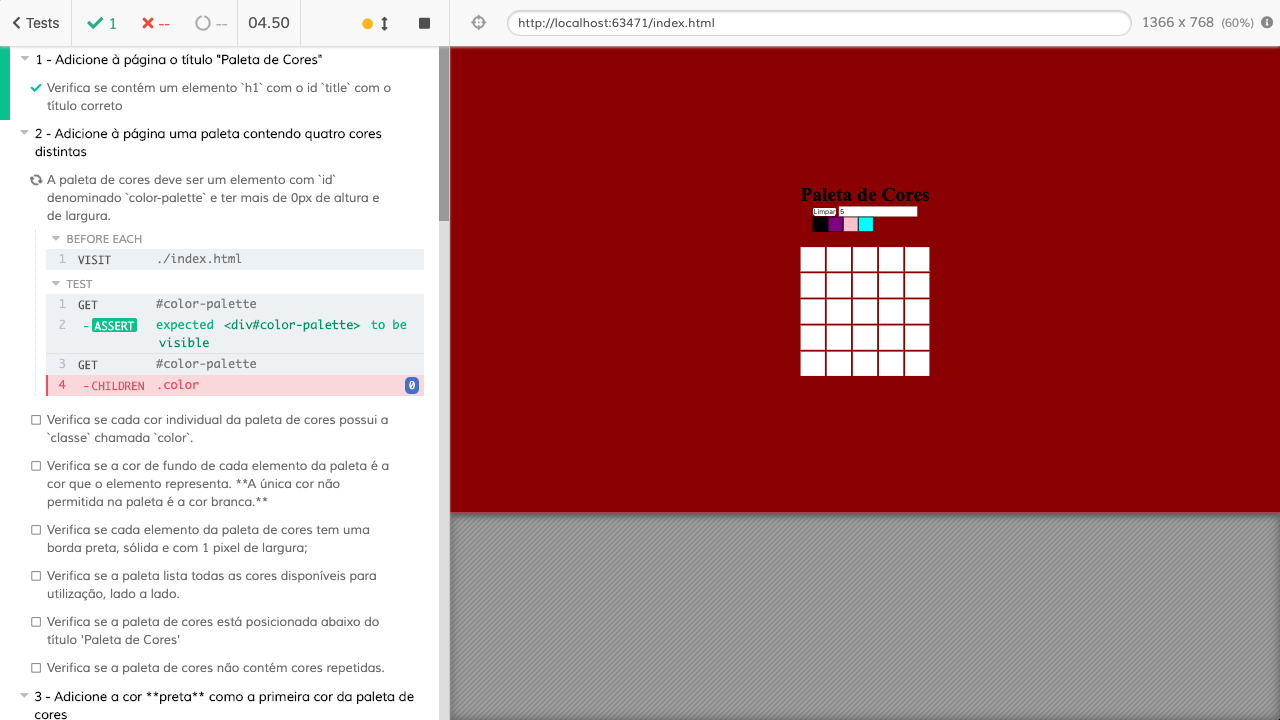 Tests
1
--
--
04.50
http://localhost:63471/index.html
1366 x 768 (60%)
1 - Adicione à página o título "Paleta de Cores"
Verifica se contém um elemento `h1` com o id `title` com o
título correto
2 - Adicione à página uma paleta contendo quatro cores
distintas
A paleta de cores deve ser um elemento com `id`
denominado `color-palette` e ter mais de 0px de altura e
de largura.
BEFORE EACH
1 VISIT ./index.html
TEST
1 GET #color-palette
2 -ASSERT expected <div#color-palette> to be
visible
3 GET #color-palette
4 -CHILDREN .color 0
Verifica se cada cor individual da paleta de cores possui a
`classe` chamada `color`.
Verifica se a cor de fundo de cada elemento da paleta é a
cor que o elemento representa. **A única cor não
permitida na paleta é a cor branca.**
Verifica se cada elemento da paleta de cores tem uma
borda preta, sólida e com 1 pixel de largura;
Verifica se a paleta lista todas as cores disponíveis para
utilização, lado a lado.
Verifica se a paleta de cores está posicionada abaixo do
título 'Paleta de Cores'
Verifica se a paleta de cores não contém cores repetidas.
3 - Adicione a cor **preta** como a primeira cor da paleta de
cores
Paleta de Cores
Limpar 5